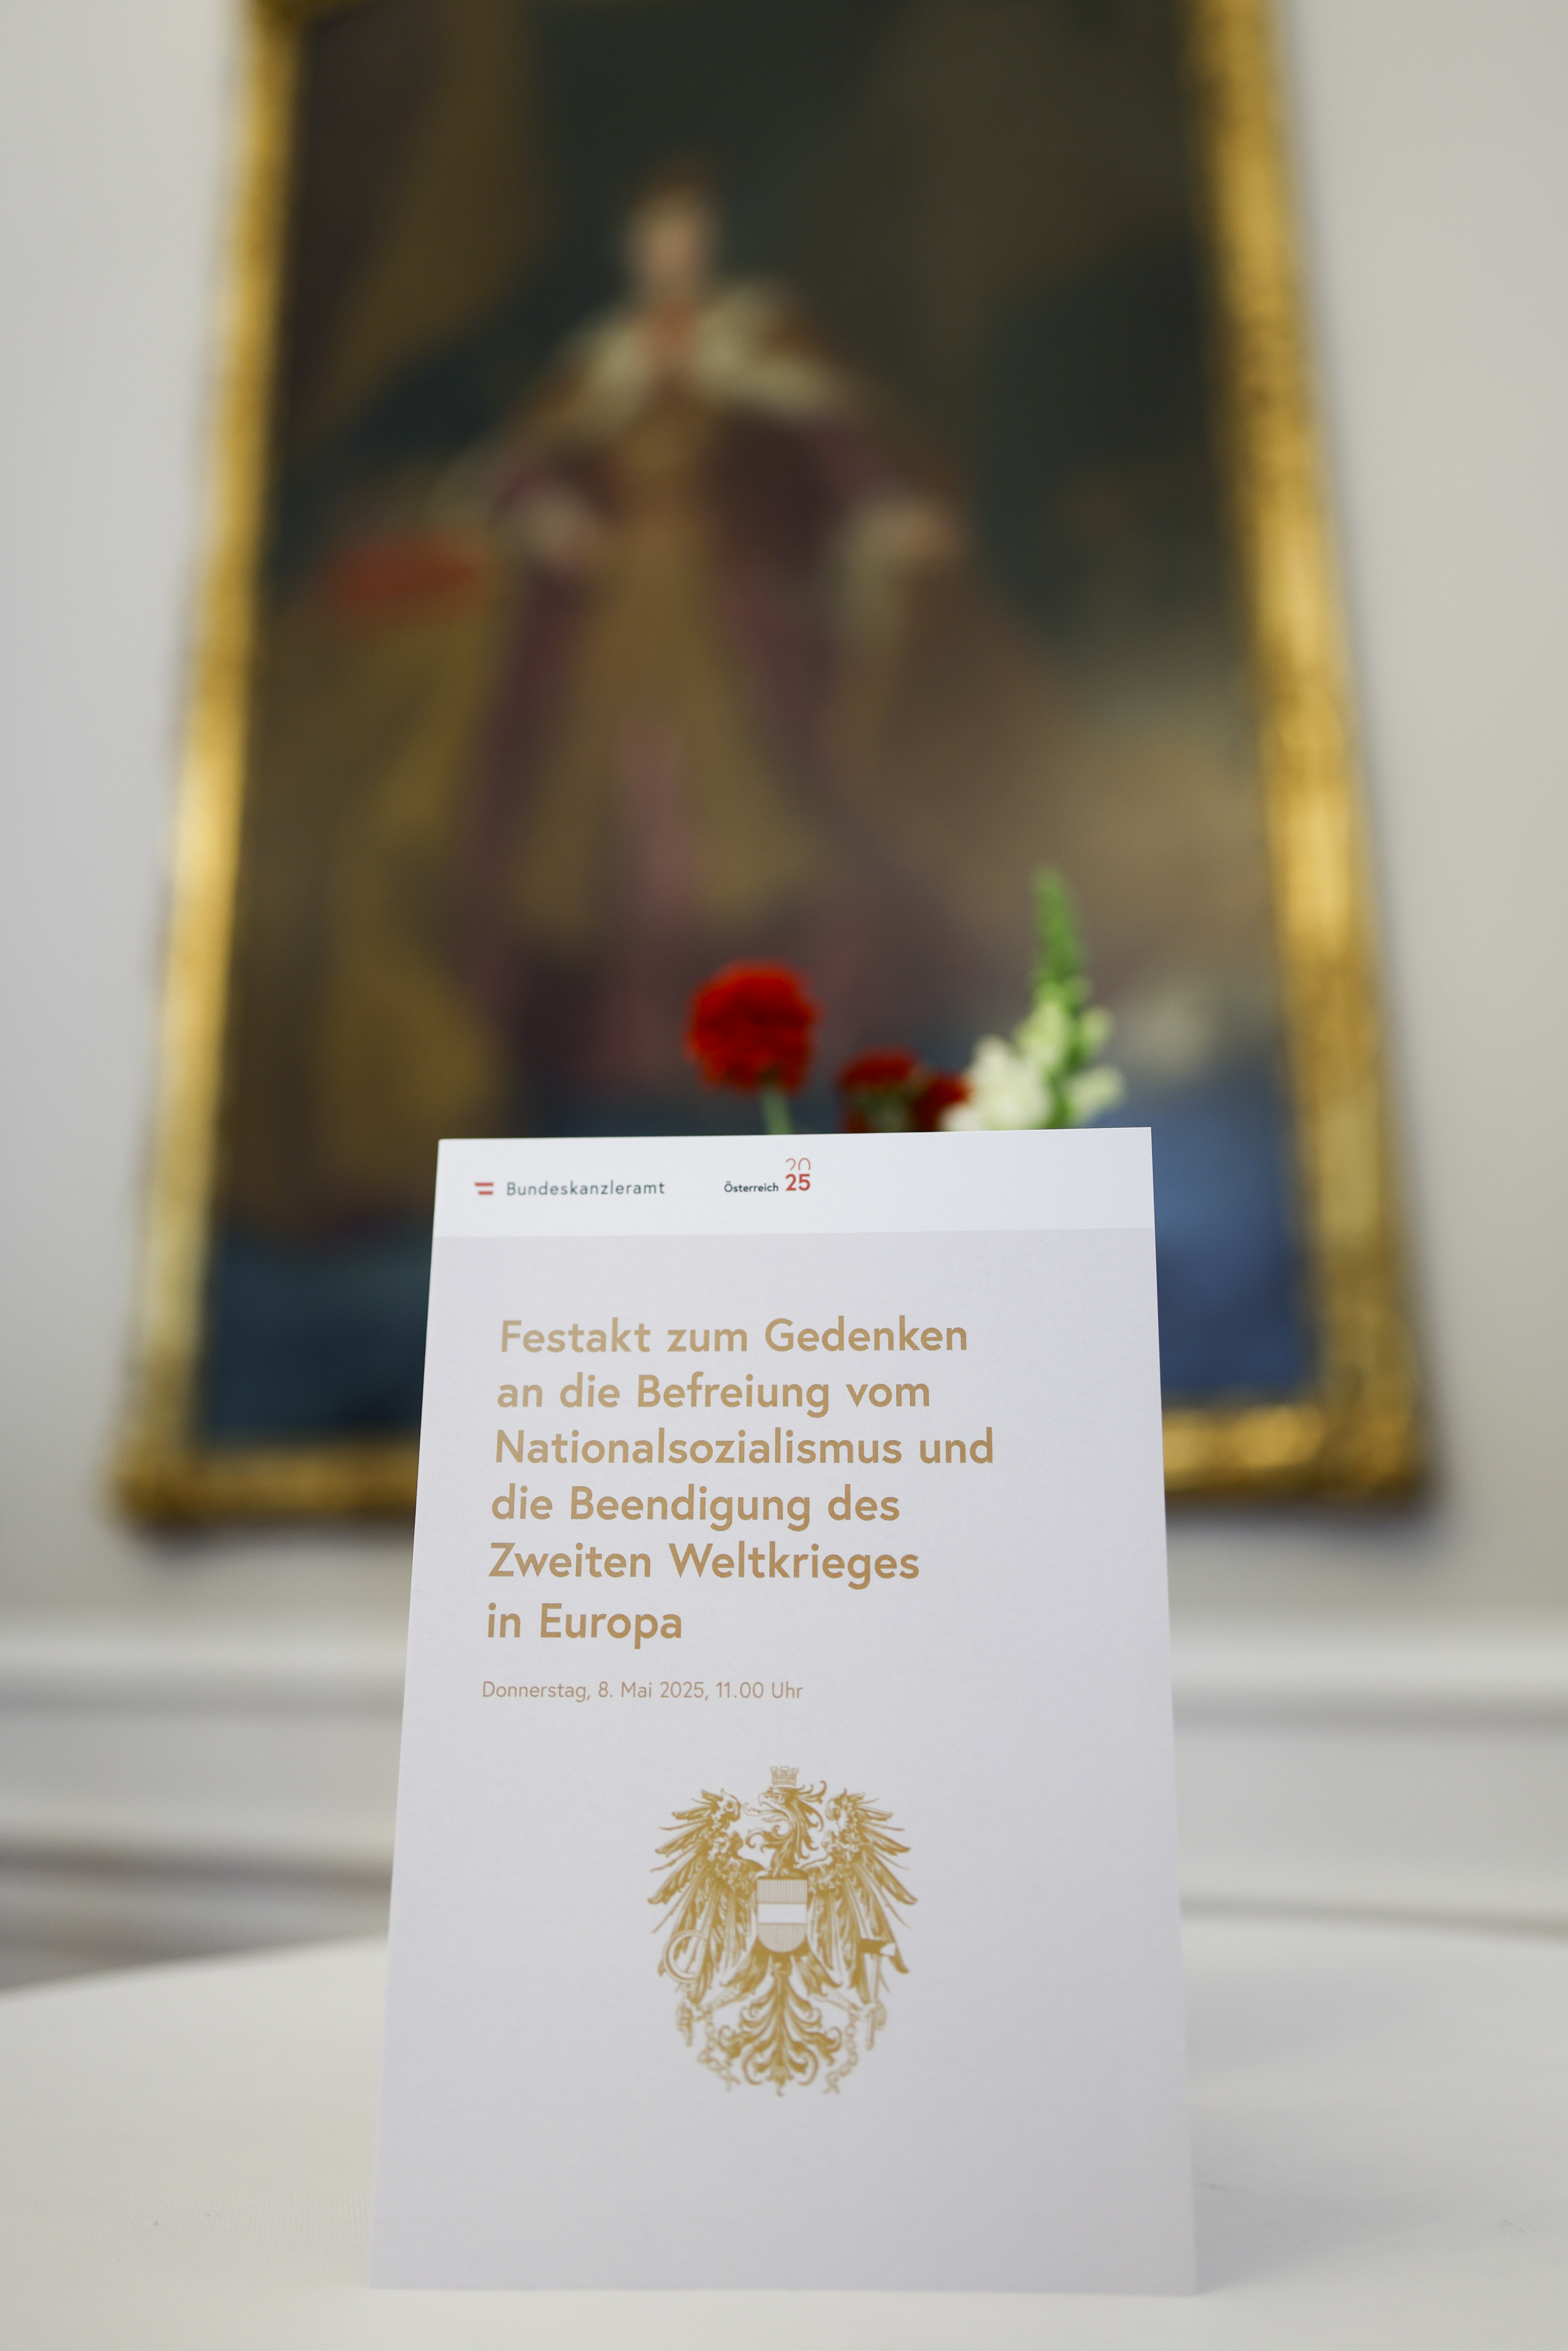 Bundeskanzleramt
Österreich 2025
Festakt zum Gedenken
an die Befreiung vom
Nationalsozialismus und
die Beendigung des
Zweiten Weltkrieges
in Europa
Donnerstag, 8. Mai 2025, 11.00 Uhr